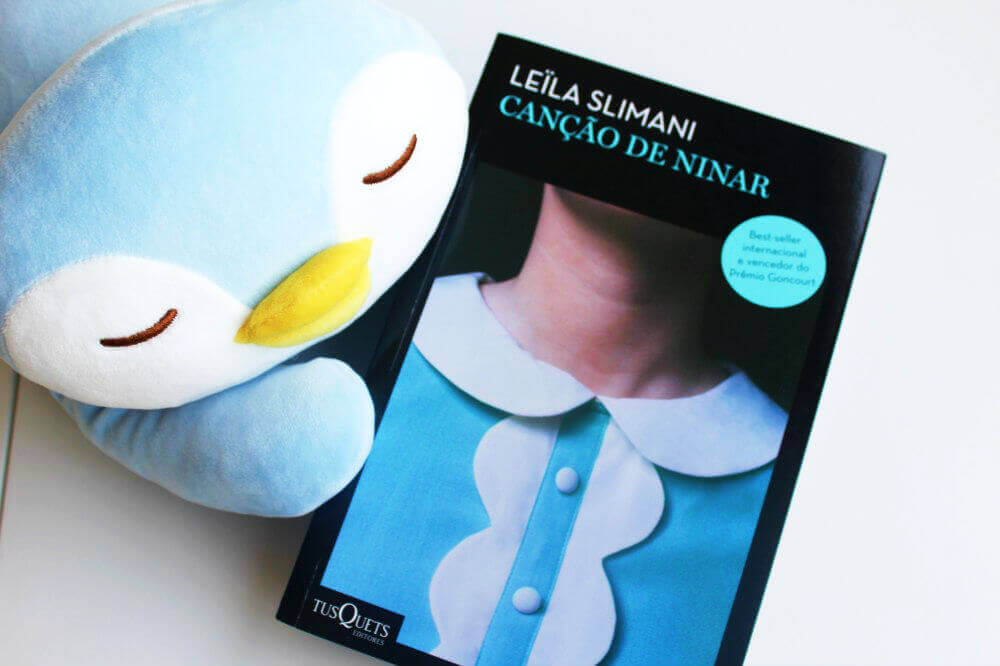 LEÏLA SLIMANI
CANÇÃO DE NINAR
Best-seller
internacional
e vencedor do
Prêmio Goncourt
TUSQUETS
EDITORES